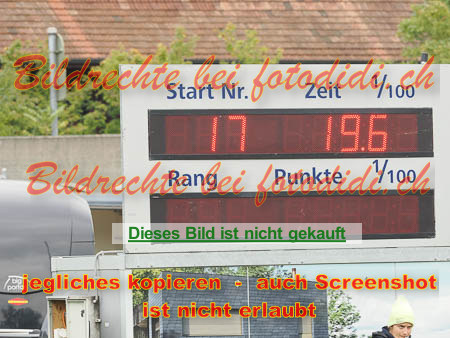 Bildrechte bei fotodidi.ch
Start Nr. Zeit 1/100
17 19.6
Bildrechte bei fotodidi.ch
Rang Punkte 1/100
Dieses Bild ist nicht gekauft
big
jegliches kopieren - auch Screenshot
ist nicht erlaubt